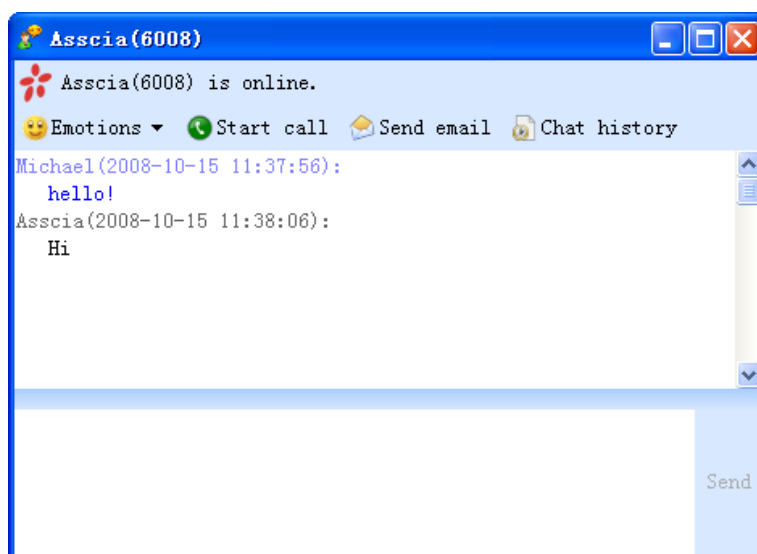 Asscia(6008)
Asscia(6008) is online.
Emotions Start call Send email Chat history
Michael(2008-10-15 11:37:56):
hello!
Asscia(2008-10-15 11:38:06):
Hi
Send